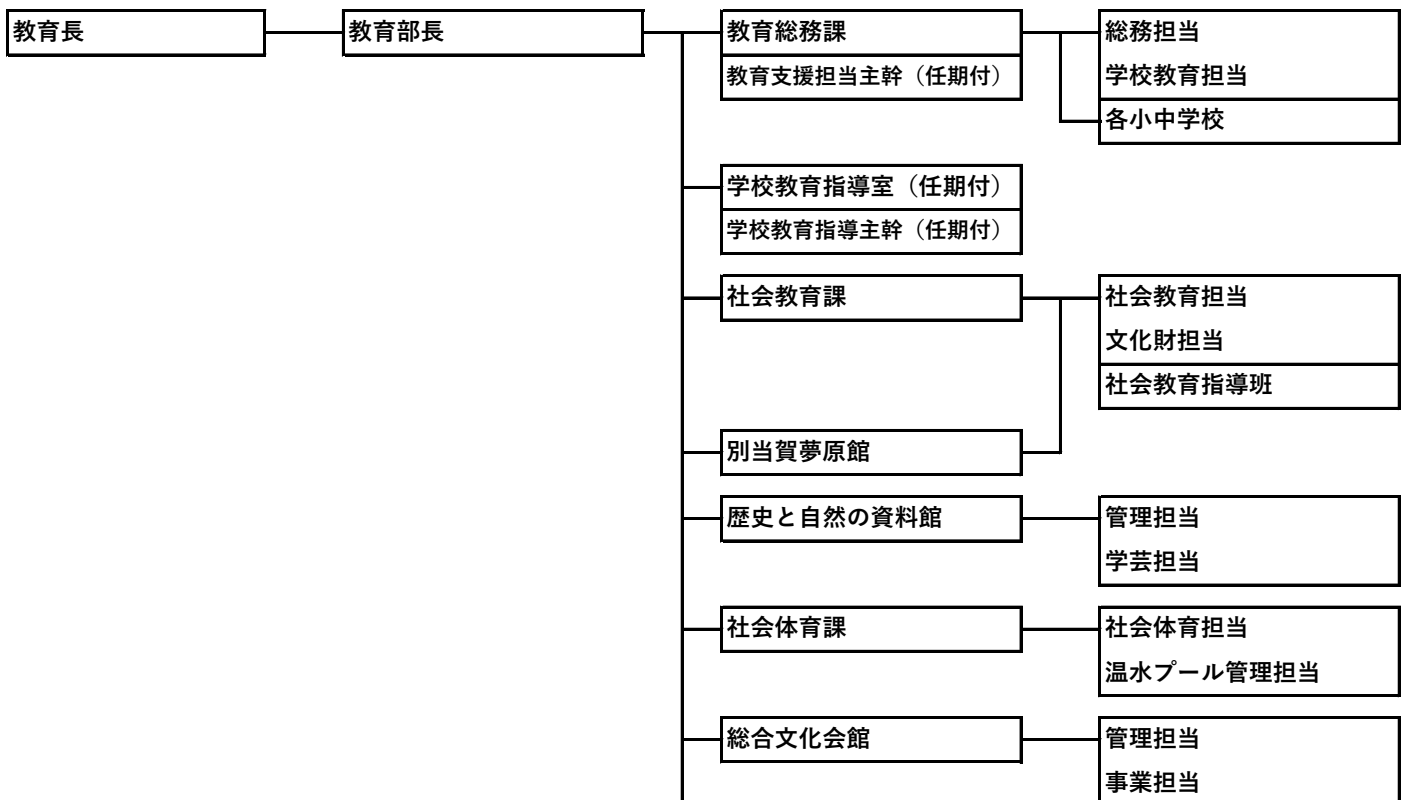 教育長
教育部長
教育総務課
教育支援担当主幹（任期付）
総務担当
学校教育担当
各小中学校
学校教育指導室（任期付）
学校教育指導主幹（任期付）
社会教育課
社会教育担当
文化財担当
社会教育指導班
別当賀夢原館
歴史と自然の資料館
管理担当
学芸担当
社会体育課
社会体育担当
温水プール管理担当
総合文化会館
管理担当
事業担当